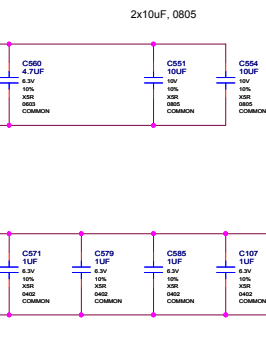 2x10uF, 0805
C560
4.7UF
6.3V
10%
X5R
0603
COMMON
C551
10UF
10V
10%
X5R
0805
COMMON
C554
10UF
10V
10%
X5R
0805
COMMON
C571
1UF
6.3V
10%
X5R
0402
COMMON
C579
1UF
6.3V
10%
X5R
0402
COMMON
C585
1UF
6.3V
10%
X5R
0402
COMMON
C107
1UF
6.3V
10%
X5R
0402
COMMON